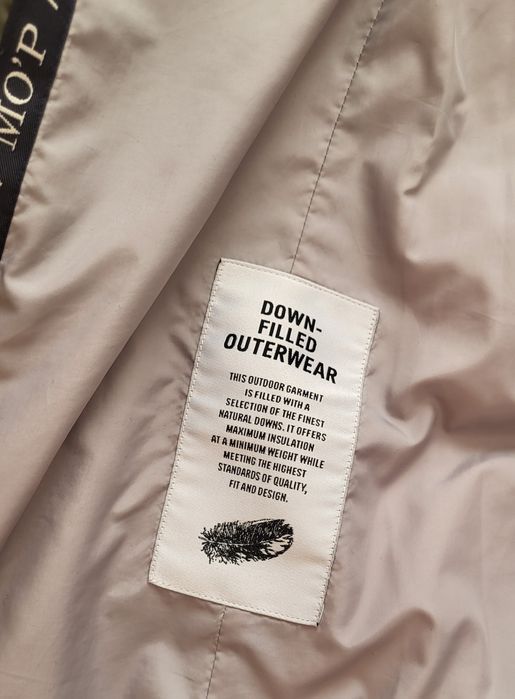 MO'P
DOWN-
FILLED
OUTERWEAR
THIS OUTDOOR GARMENT
IS FILLED WITH A
SELECTION OF THE FINEST
NATURAL DOWNS. IT OFFERS
MAXIMUM INSULATION
AT A MINIMUM WEIGHT WHILE
MEETING THE HIGHEST
STANDARDS OF QUALITY,
FIT AND DESIGN.